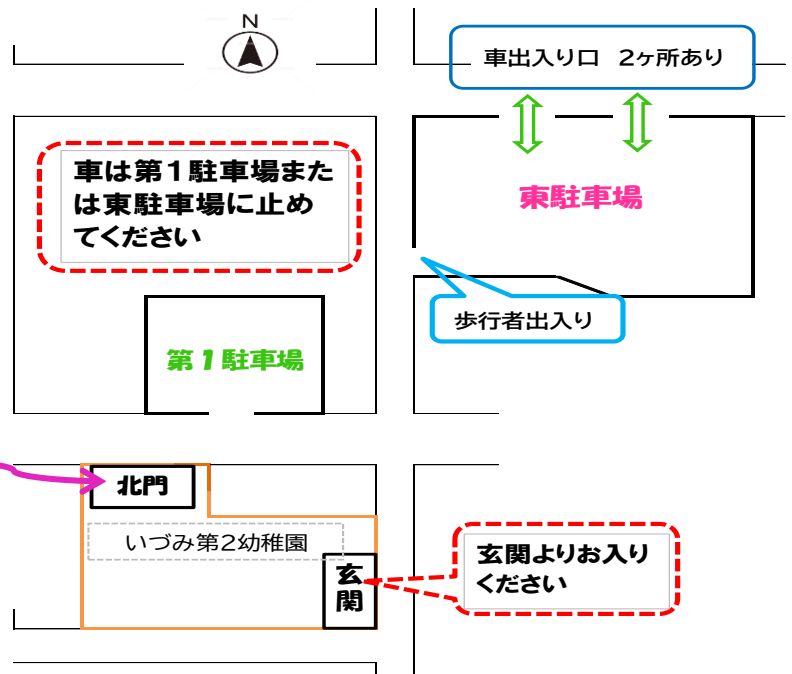 N
車出入り口 2ヶ所あり
車は第1駐車場また
は東駐車場に止め
てください
東駐車場
歩行者出入り
第1駐車場
北門
いづみ第2幼稚園
玄関
玄関よりお入り
ください